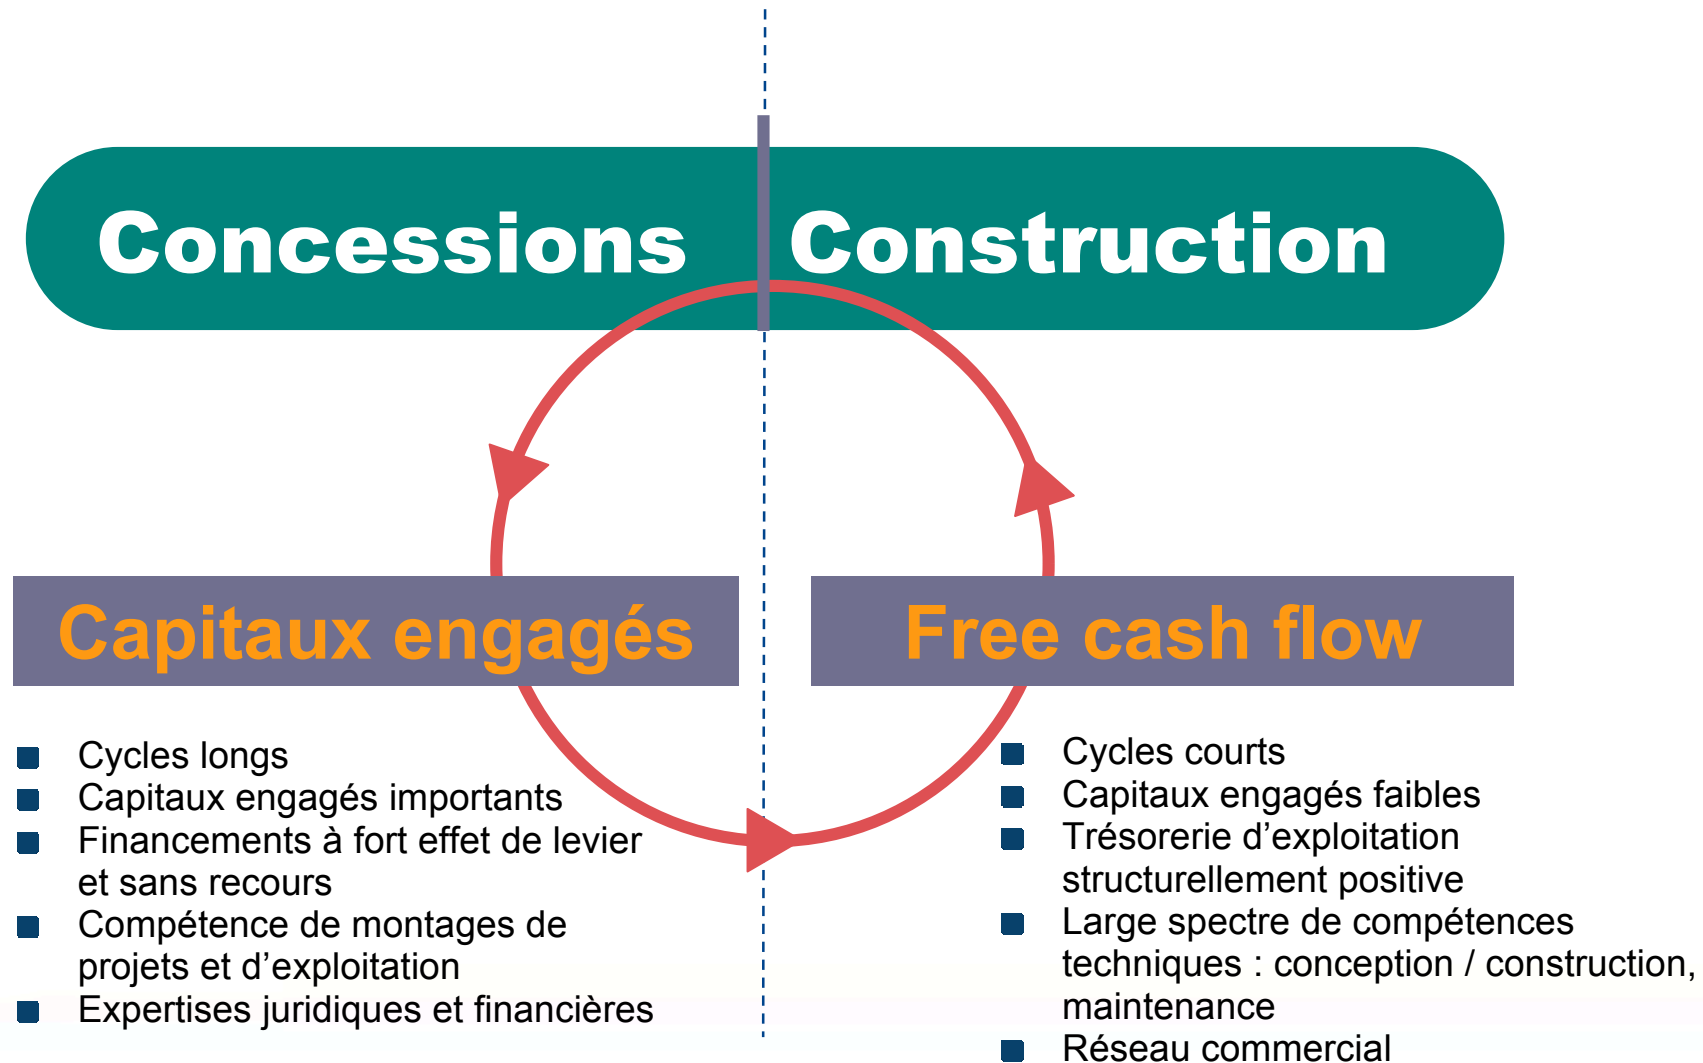 Concessions
Construction
Capitaux engagés
Free cash flow
Cycles longs
Capitaux engagés importants
Financements à fort effet de levier
et sans recours
Compétence de montages de
projets et d’exploitation
Expertises juridiques et financières
Cycles courts
Capitaux engagés faibles
Trésorerie d’exploitation
structurellement positive
Large spectre de compétences
techniques : conception / construction,
maintenance
Réseau commercial